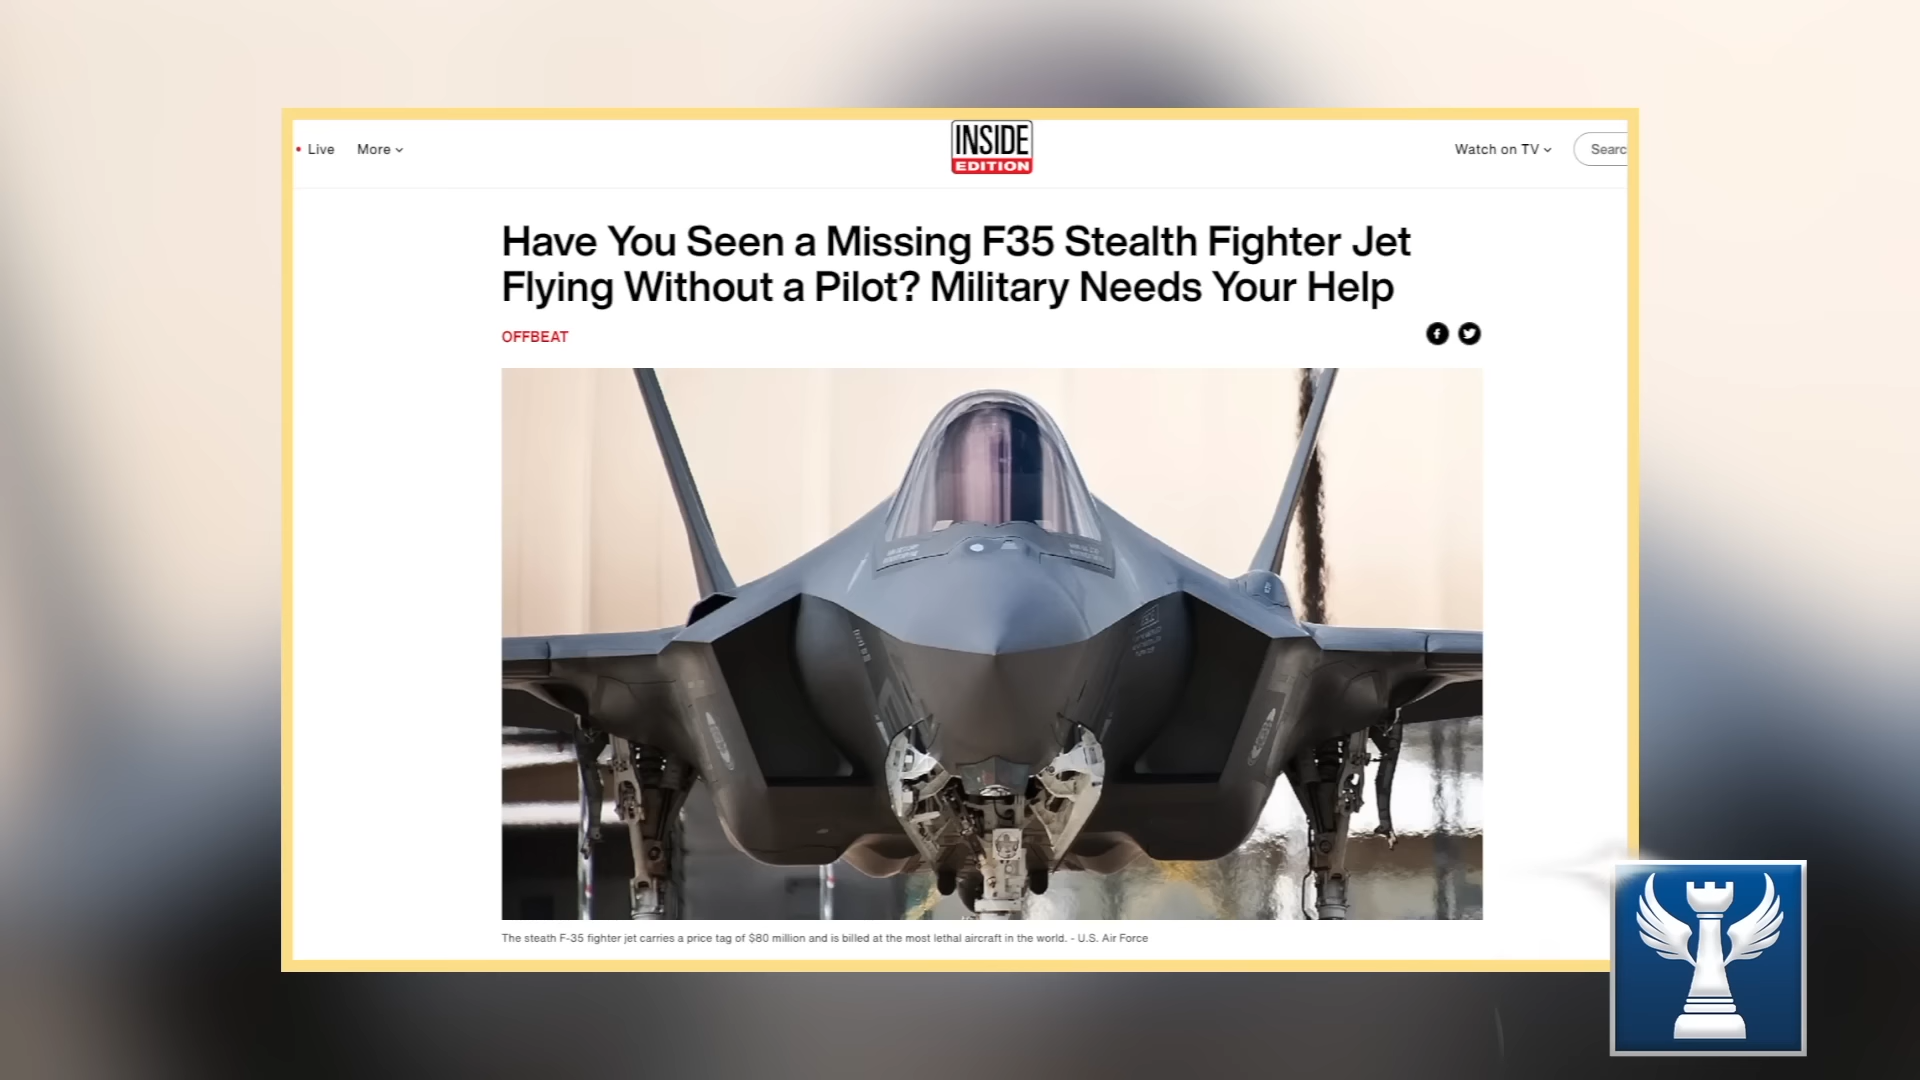 Live More
INSIDE
EDITION
Watch on TV
Searc
Have You Seen a Missing F35 Stealth Fighter Jet
Flying Without a Pilot? Military Needs Your Help
OFFBEAT
The steath F-35 fighter jet carries a price tag of $80 million and is billed at the most lethal aircraft in the world. - U.S. Air Force